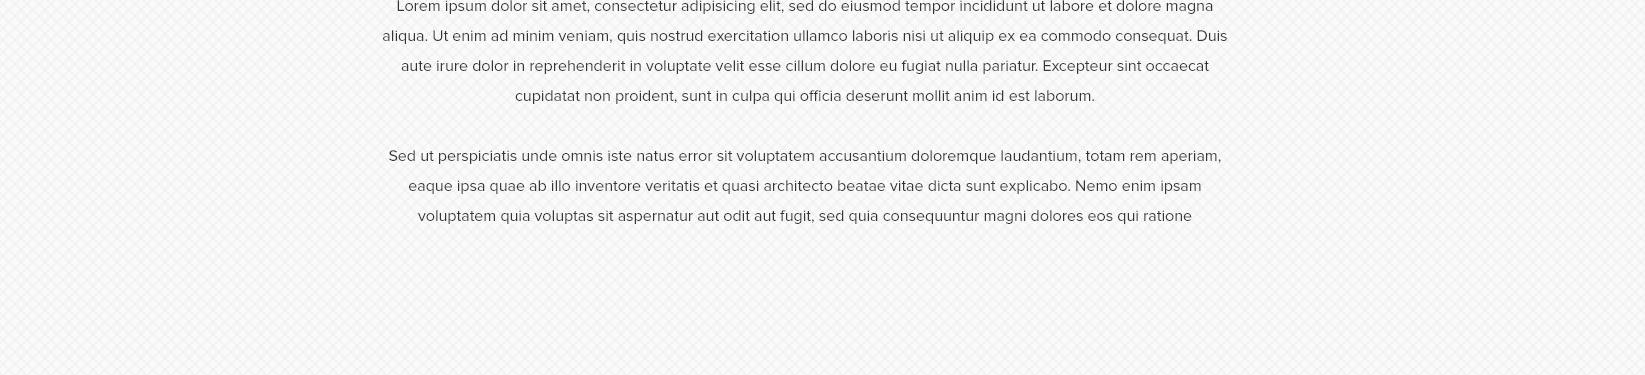 Lorem ipsum dolor sit amet, consectetur adipisicing elit, sed do eiusmod tempor incididunt ut labore et dolore magna
aliqua. Ut enim ad minim veniam, quis nostrud exercitation ullamco laboris nisi ut aliquip ex ea commodo consequat. Duis
aute irure dolor in reprehenderit in voluptate velit esse cillum dolore eu fugiat nulla pariatur. Excepteur sint occaecat
cupidatat non proident, sunt in culpa qui officia deserunt mollit anim id est laborum.
Sed ut perspiciatis unde omnis iste natus error sit voluptatem accusantium doloremque laudantium, totam rem aperiam,
eaque ipsa quae ab illo inventore veritatis et quasi architecto beatae vitae dicta sunt explicabo. Nemo enim ipsam
voluptatem quia voluptas sit aspernatur aut odit aut fugit, sed quia consequuntur magni dolores eos qui ratione